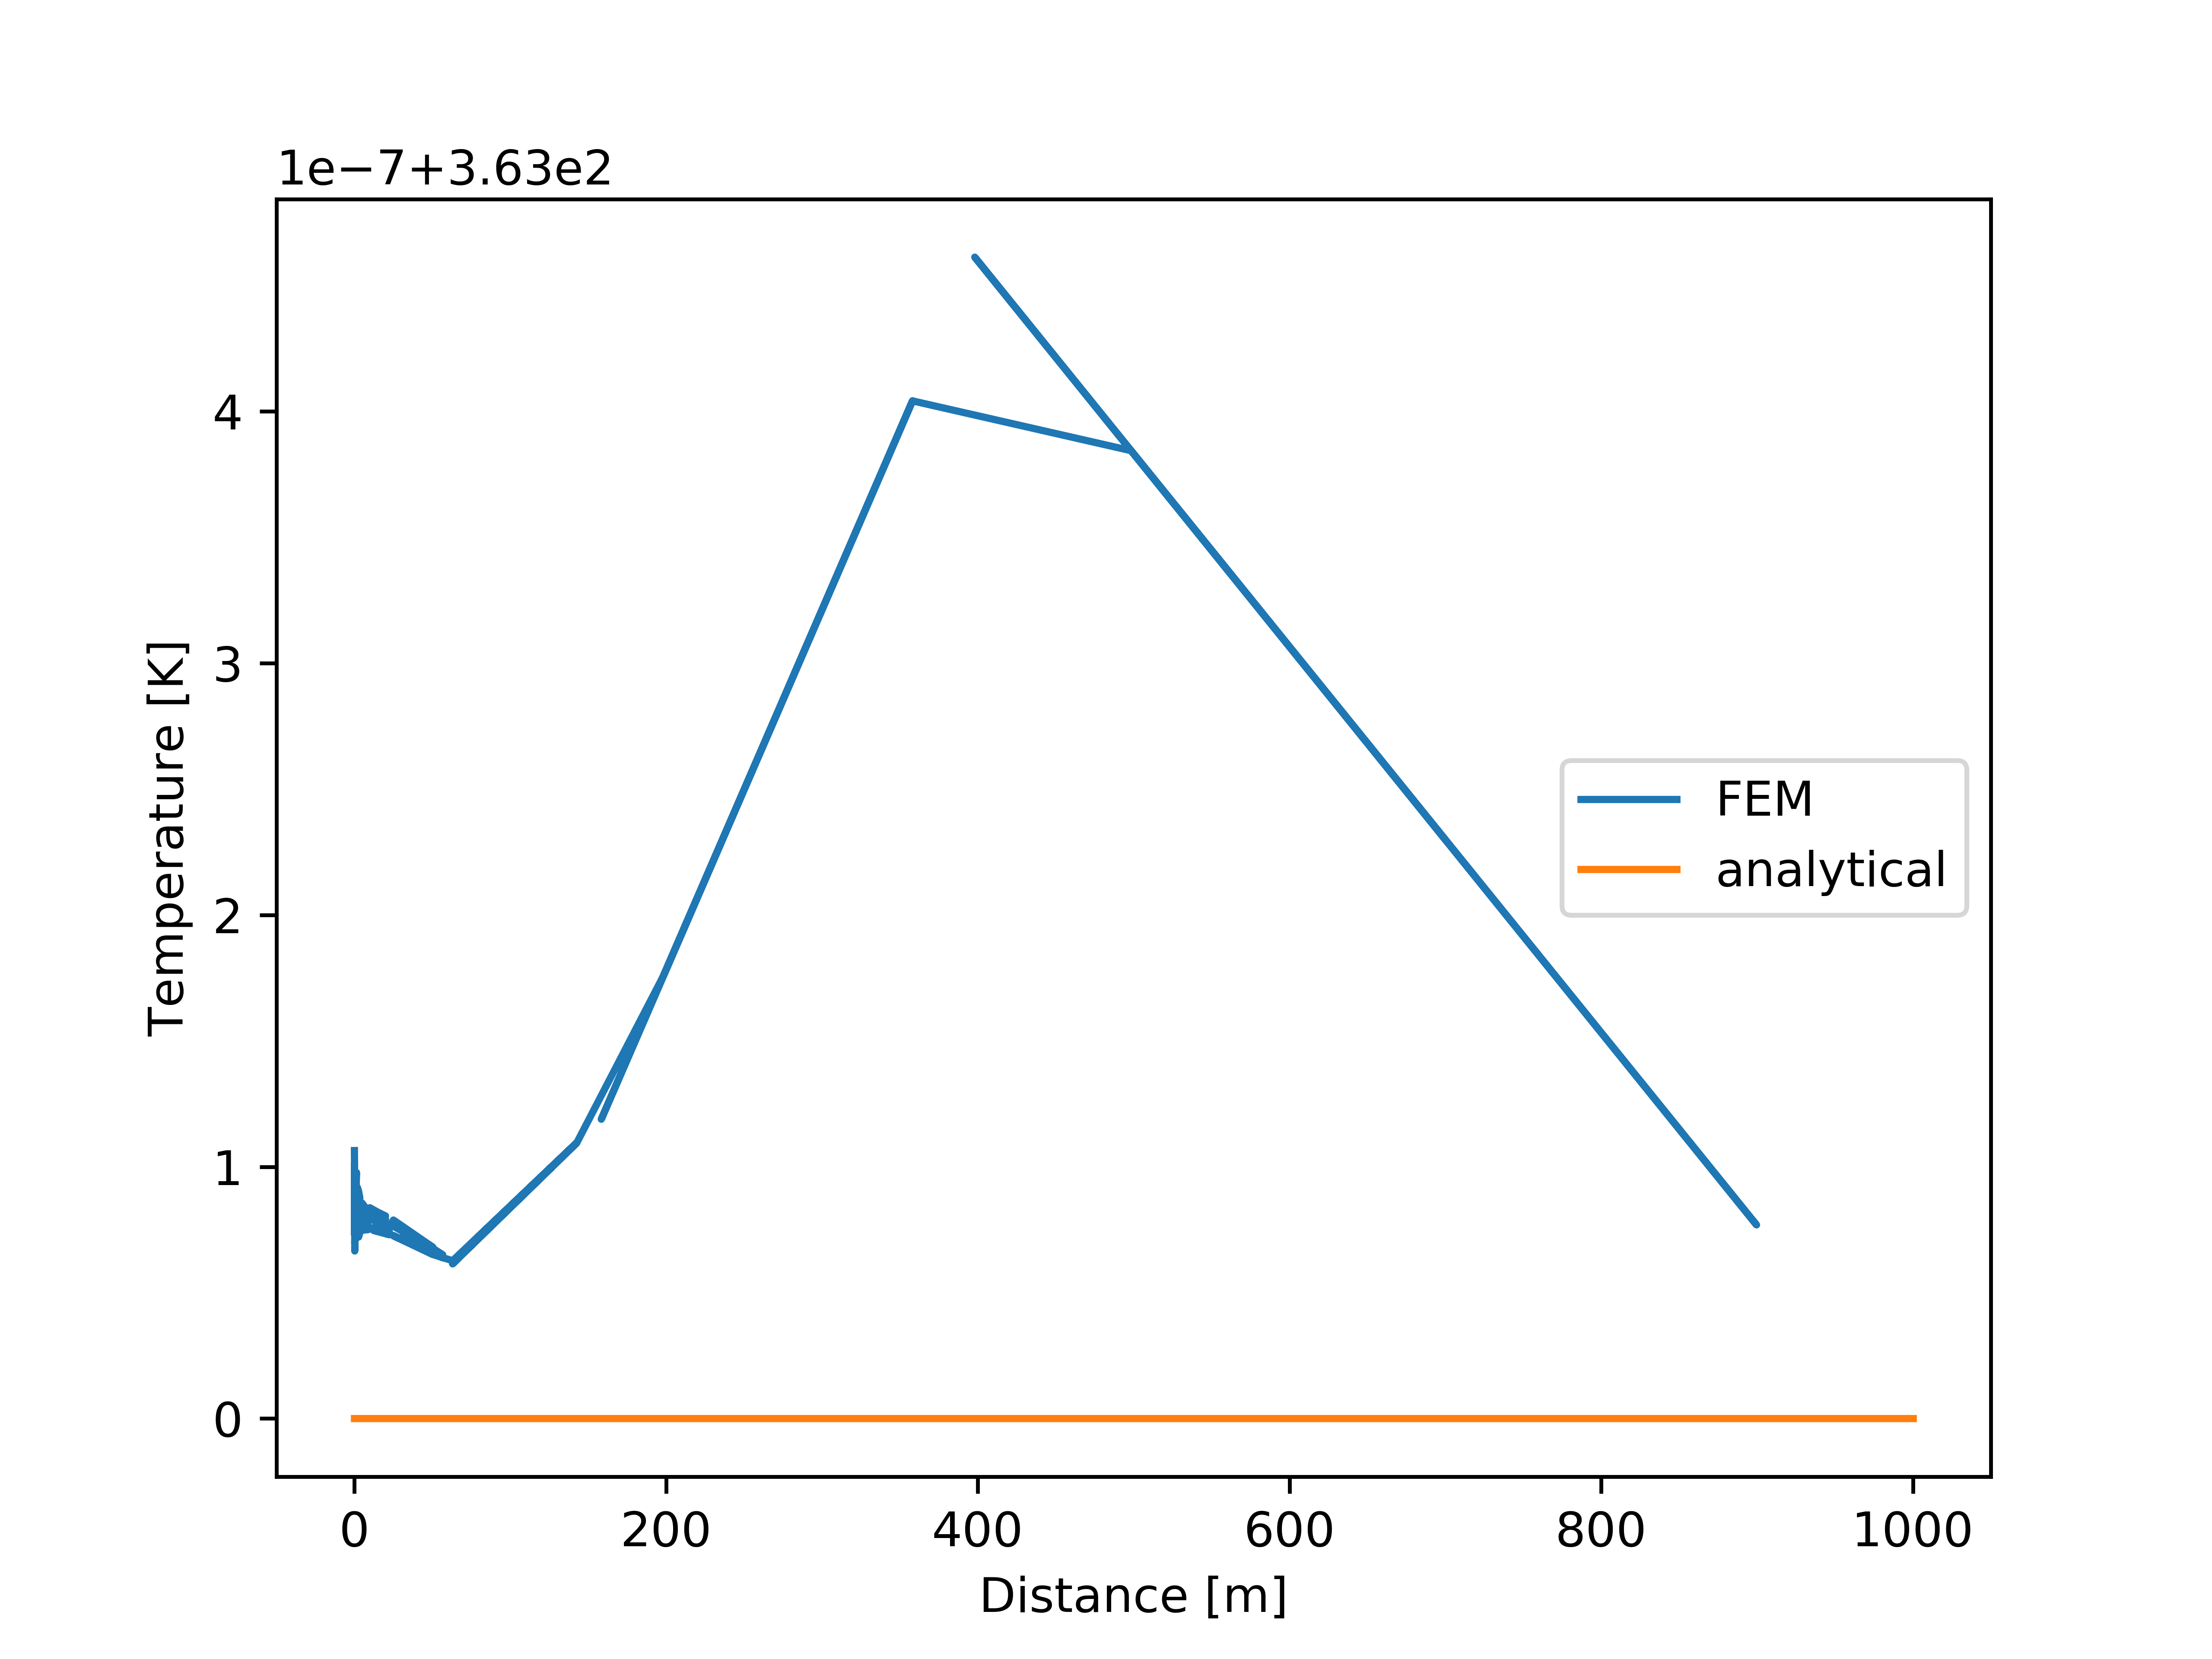 1e−7+3.63e2
4
3
2
1
0
Temperature [K]
FEM
analytical
0 200 400 600 800 1000
Distance [m]